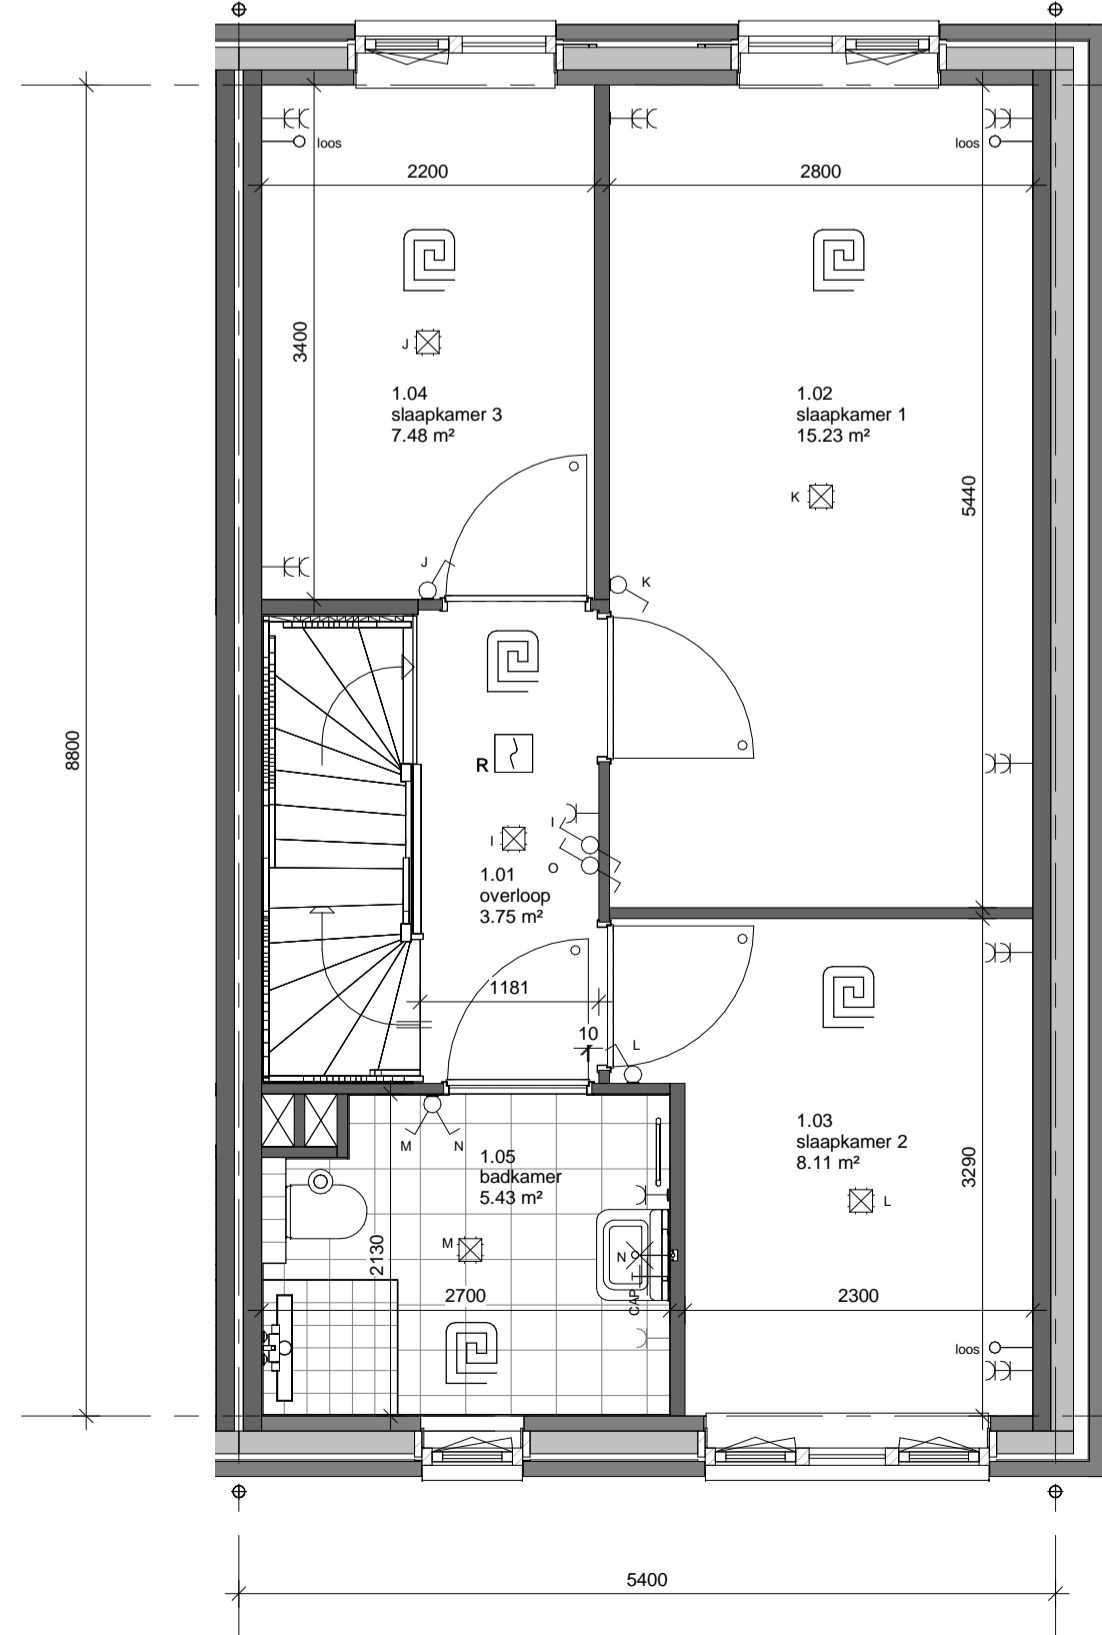 loos
loos
2200
2800
3400
J
1.04
slaapkamer 3
7.48 m²
1.02
slaapkamer 1
15.23 m²
K
5440
J
K
8800
R
I
I
O
1.01
overloop
3.75 m²
1181
10
L
1.03
slaapkamer 2
8.11 m²
M
N
1.05
badkamer
5.43 m²
3290
L
M
2130
N
CAP
2700
2300
loos
5400